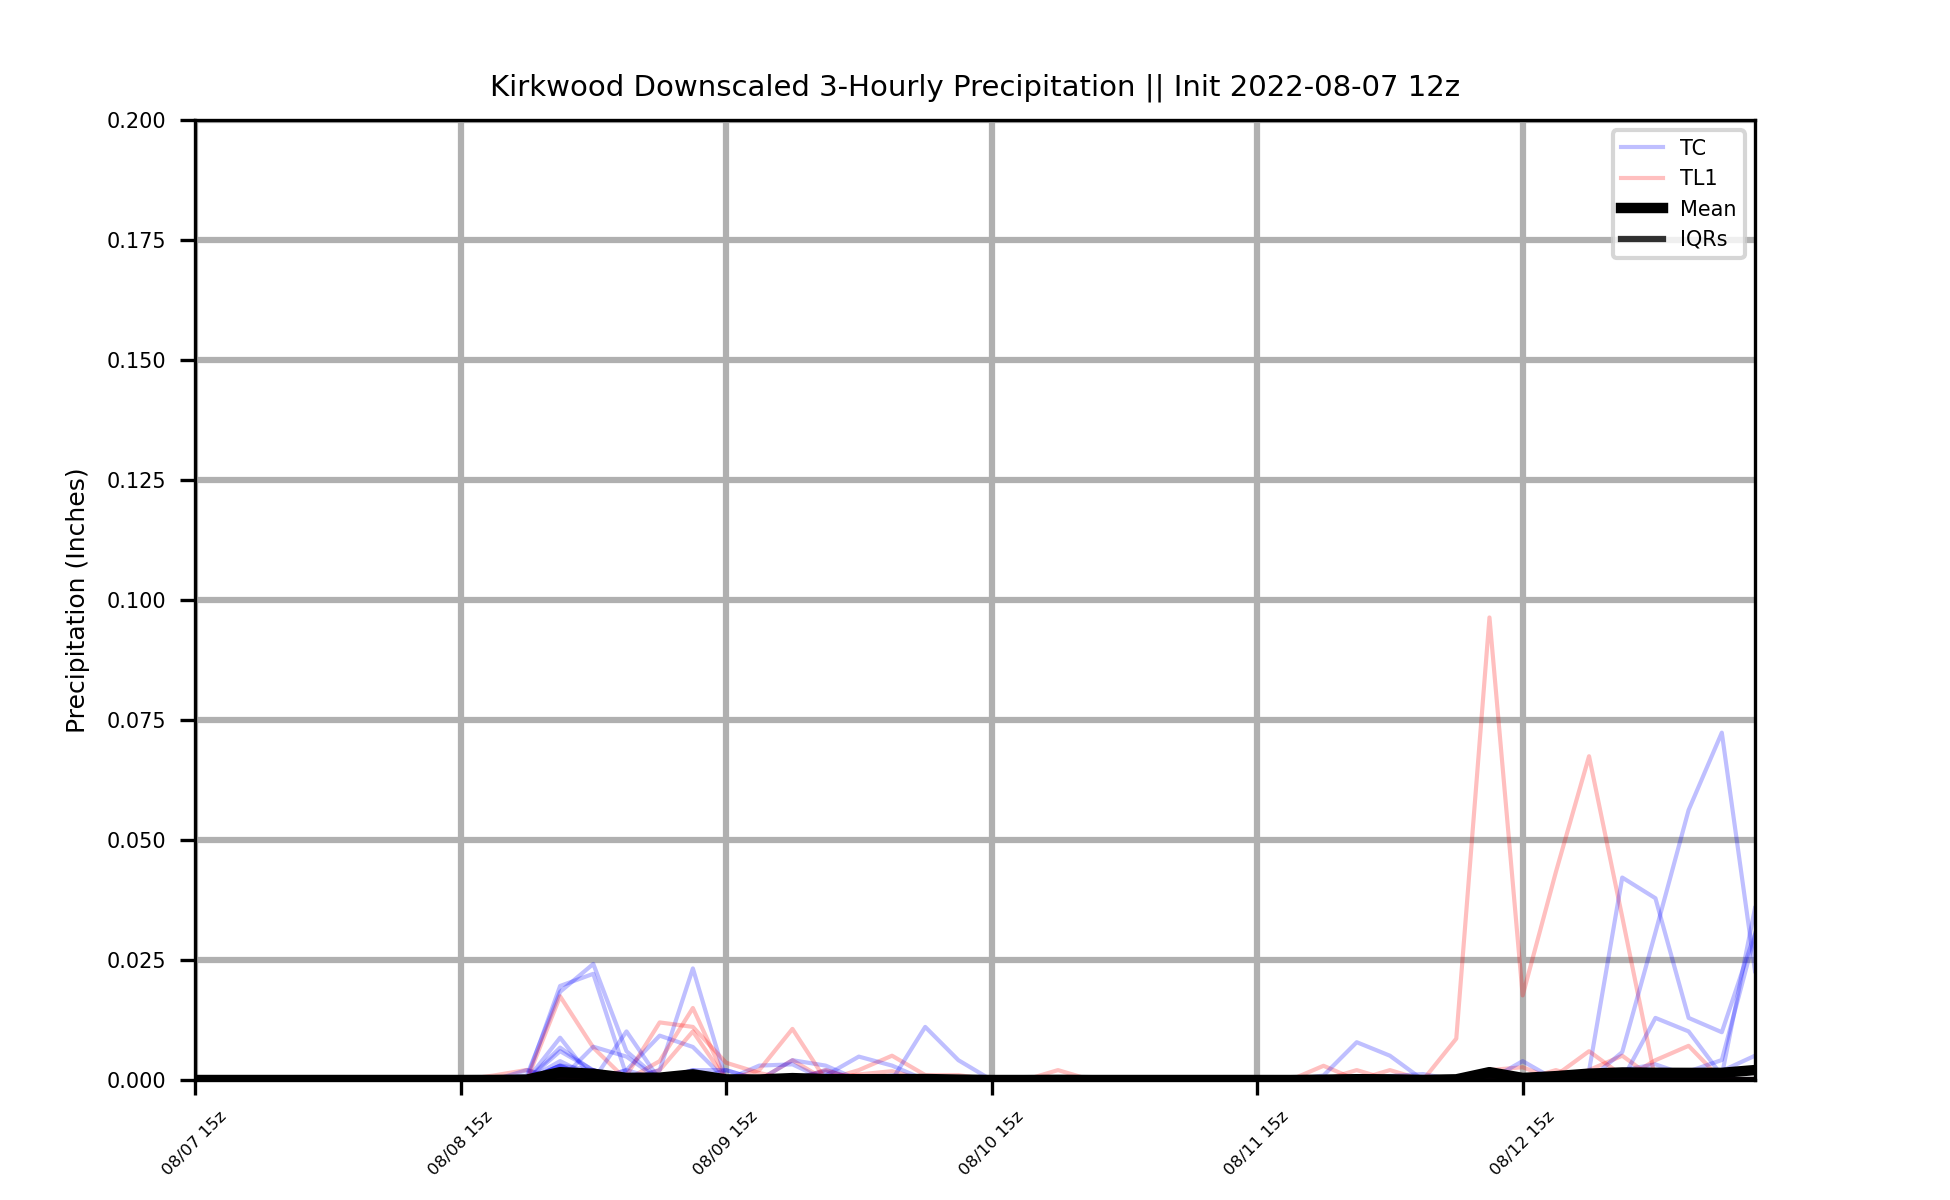 Kirkwood Downscaled 3-Hourly Precipitation || Init 2022-08-07 12z
0.200
0.175
0.150
0.125
0.100
0.075
0.050
0.025
0.000
Precipitation (Inches)
TC
TL1
Mean
IQRs
08/07 15z
08/08 15z
08/09 15z
08/10 15z
08/11 15z
08/12 15z